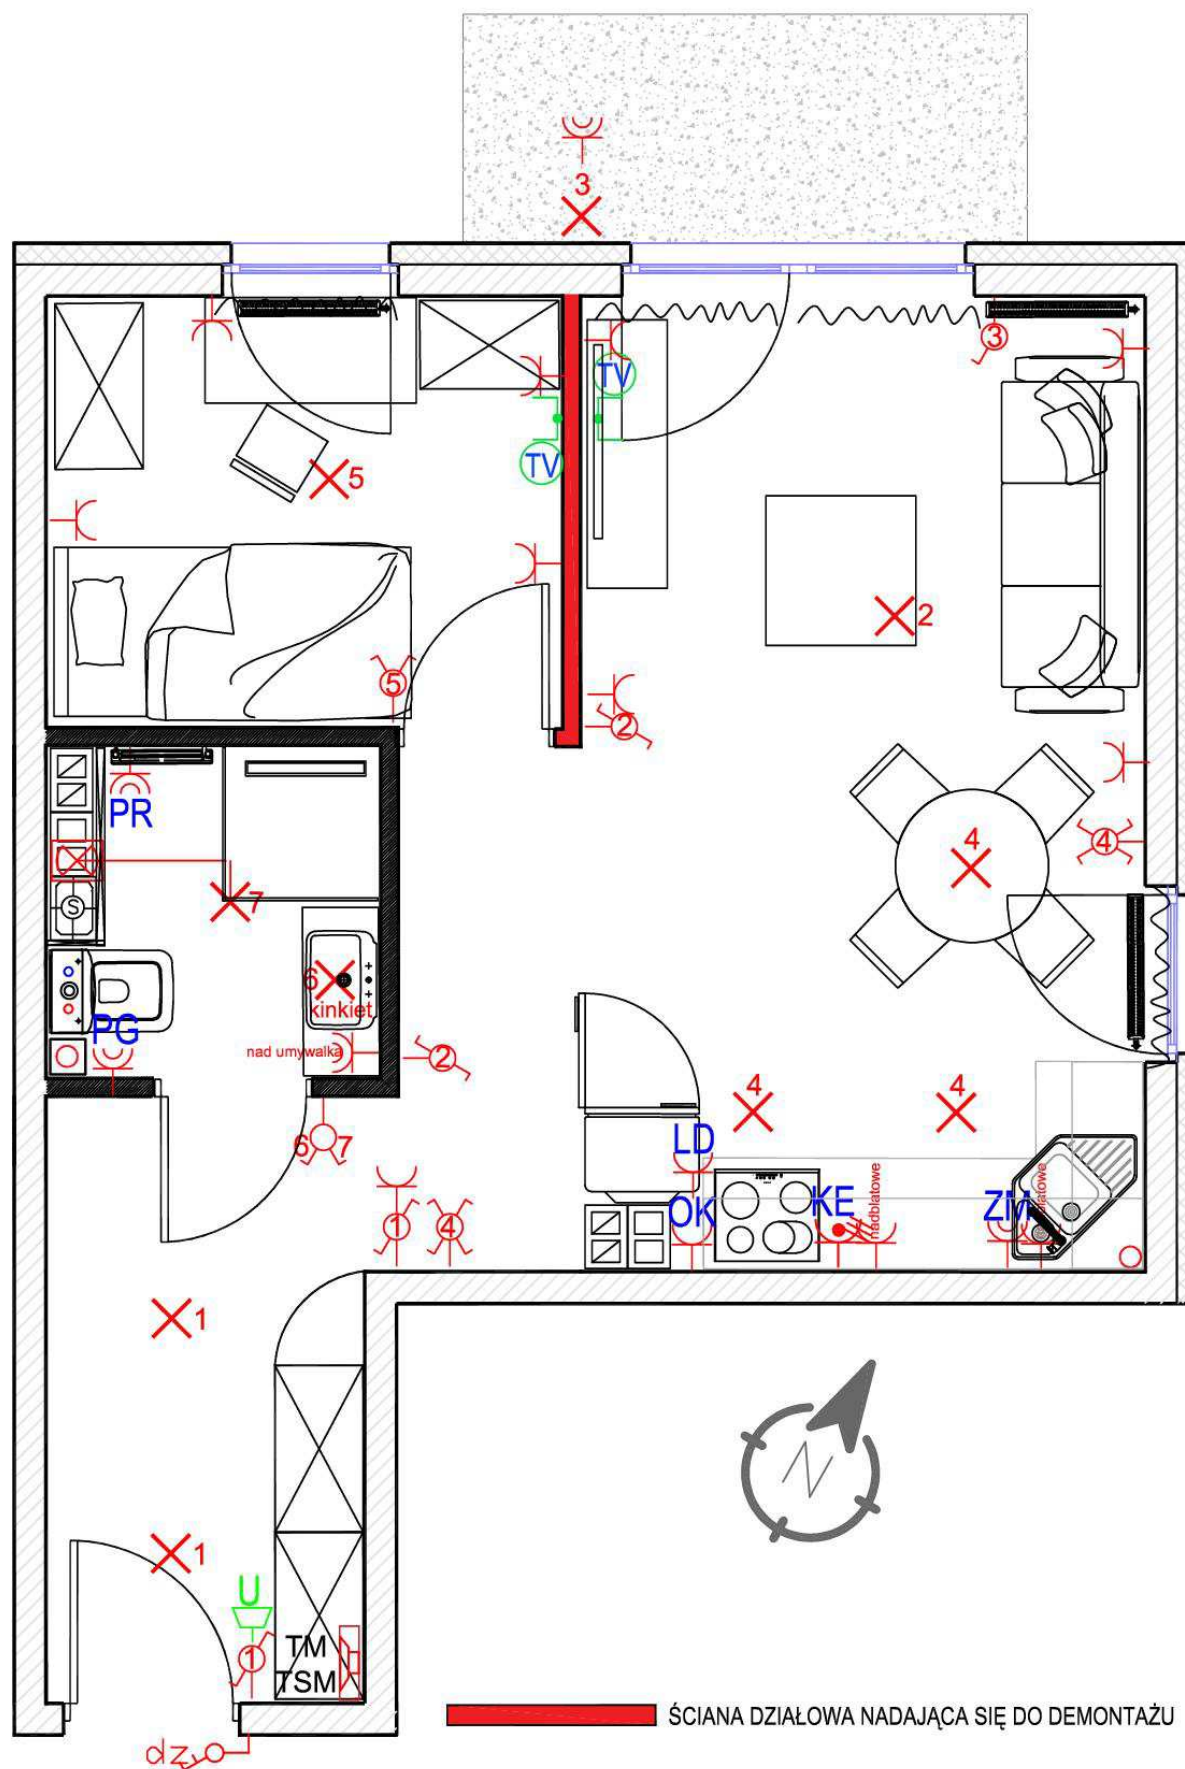 3
3
TV
TV
5
2
5
2
PR
4
4
7
S
6
kinkiet
PG
nad umywalką
2
4
4
6
7
LD
1
4
OK
KE
nadblatowe
ZM
nadblatowe
1
N
1
U
1
TM
TSM
ŚCIANA DZIAŁOWA NADAJĄCA SIĘ DO DEMONTAŻU
dz